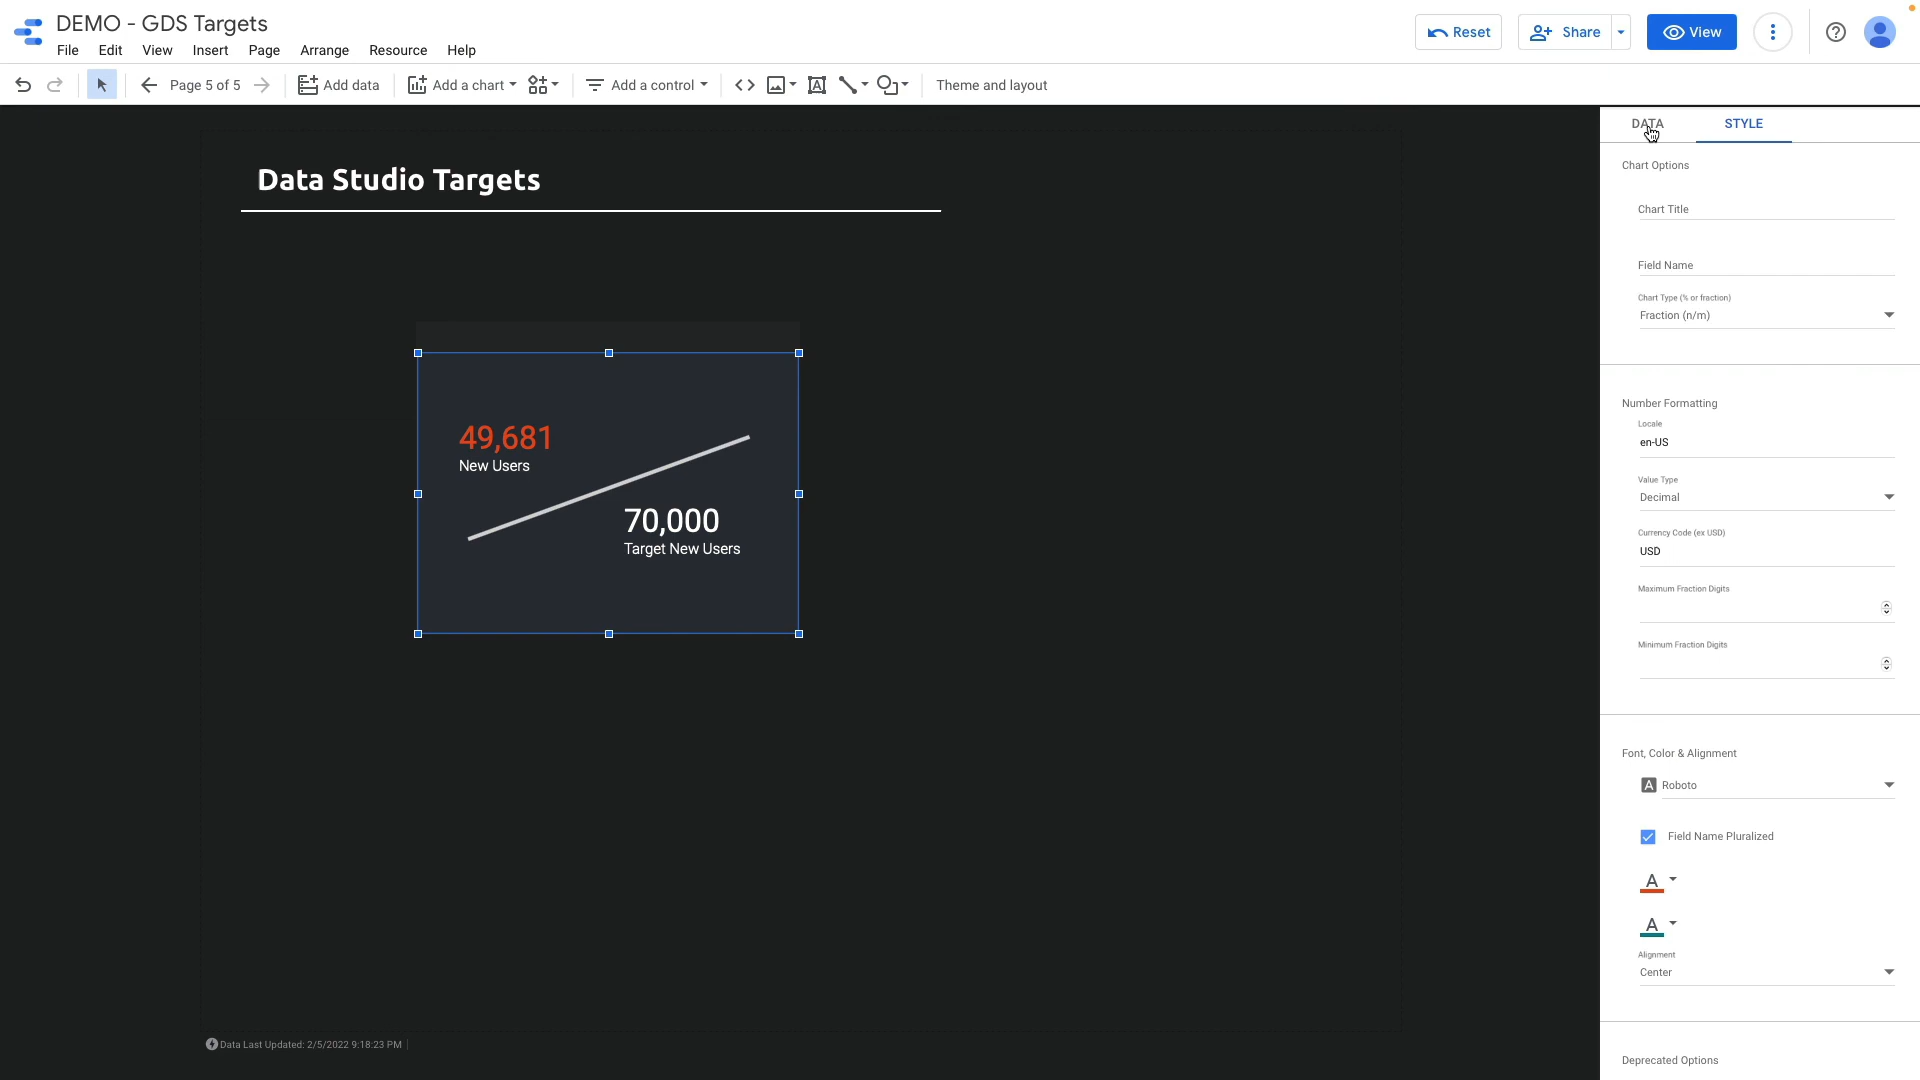 DEMO - GDS Targets
File Edit View Insert Page Arrange Resource Help
Reset Share View
Page 5 of 5 Add data Add a chart Add a control Theme and layout
DATA STYLE
Data Studio Targets
49,681
New Users
70,000
Target New Users
Data Last Updated: 2/5/2022 9:18:23 PM
Chart Options
Chart Title
Field Name
Chart Type (% or fraction)
Fraction (n/m)
Number Formatting
Locale
en-US
Value Type
Decimal
Currency Code (ex USD)
USD
Maximum Fraction Digits
Minimum Fraction Digits
Font, Color & Alignment
A Roboto
Field Name Pluralized
A
A
Alignment
Center
Deprecated Options